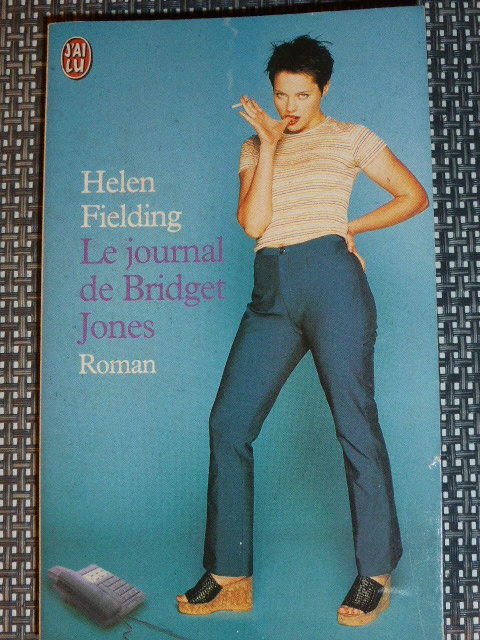 J'AI
LU
Helen
Fielding
Le journal
de Bridget
Jones
Roman